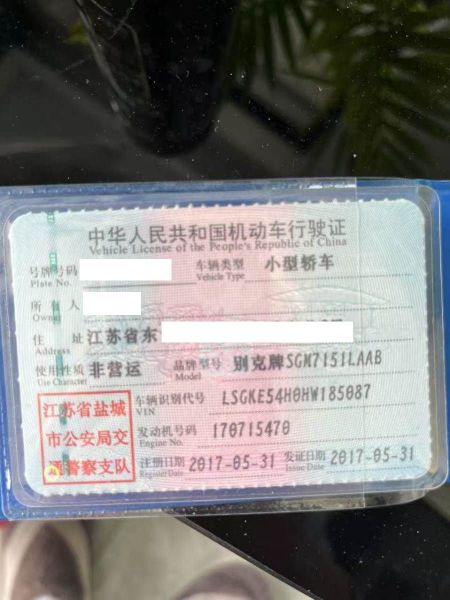 中华人民共和国机动车行驶证
Vehicle License of the People's Republic of China
号牌号码 车辆类型 小型轿车
Plate No. Vehicle Type
所有人
Owner
住址 江苏省东
Address
使用性质 非营运 品牌型号 别克牌SGM7151LAAB
Use Character Model
江苏省盐城
市公安局交
通警察支队
车辆识别代号 LSGKE54H0HW185087
VIN
发动机号码 170715470
Engine No.
注册日期 2017-05-31 发证日期 2017-05-31
Register Date Issue Date